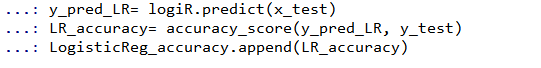 ...: y_pred_LR= logiR.predict(x_test)
...: LR_accuracy= accuracy_score(y_pred_LR, y_test)
...: LogisticReg_accuracy.append(LR_accuracy)